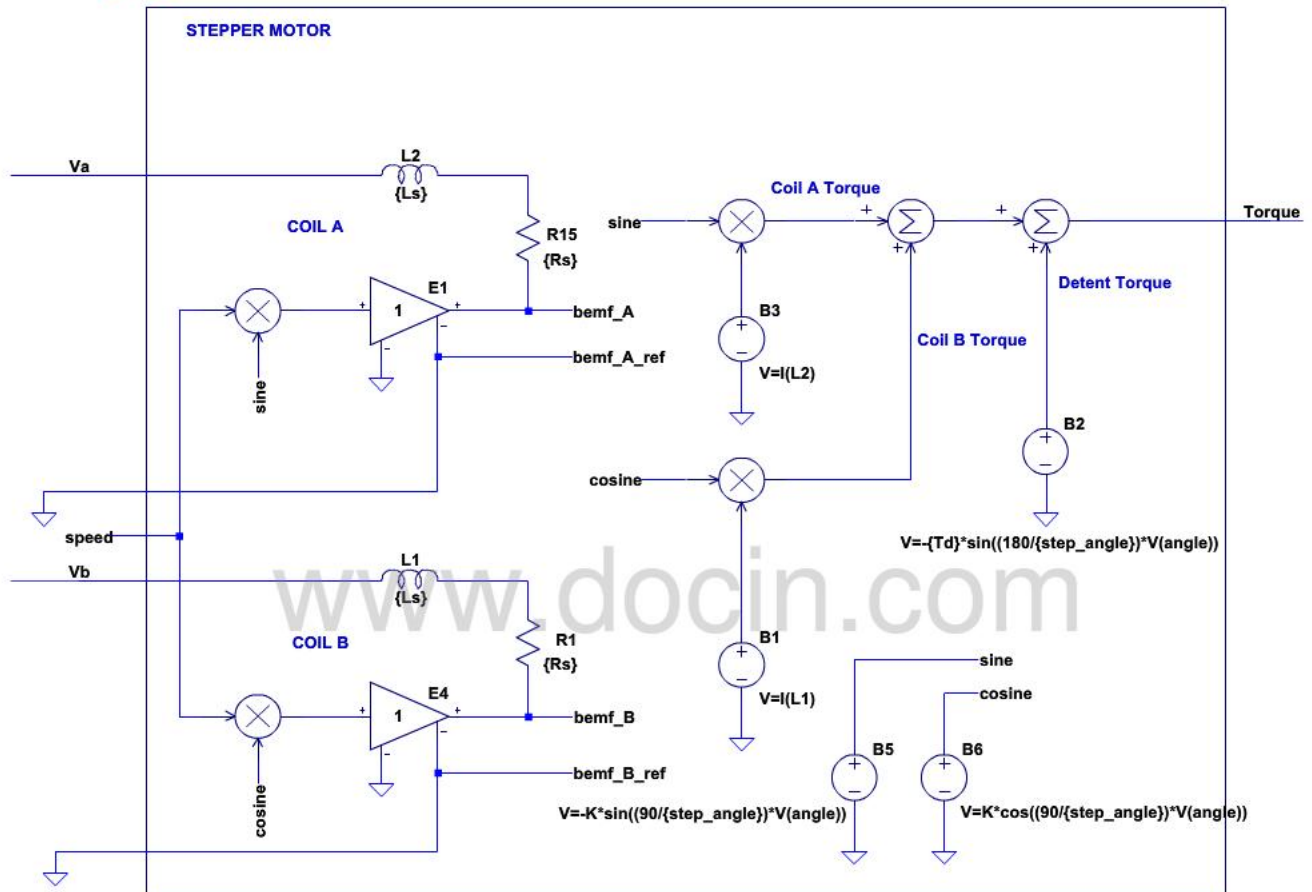 STEPPER MOTOR
Va
L2
{Ls}
COIL A
R15
{Rs}
E1
1
+
-
+
-
bemf_A
bemf_A_ref
sine
speed
Vb
L1
{Ls}
COIL B
R1
{Rs}
E4
1
+
-
+
-
bemf_B
bemf_B_ref
cosine
sine
Coil A Torque
+
Σ
+
+
Σ
+
Torque
Detent Torque
Coil B Torque
B3
+
-
V=I(L2)
cosine
B2
+
-
V=-{Td}*sin((180/{step_angle})*V(angle))
B1
+
-
V=I(L1)
sine
cosine
B5
+
-
V=-K*sin((90/{step_angle})*V(angle))
B6
+
-
V=K*cos((90/{step_angle})*V(angle))
www.docin.com